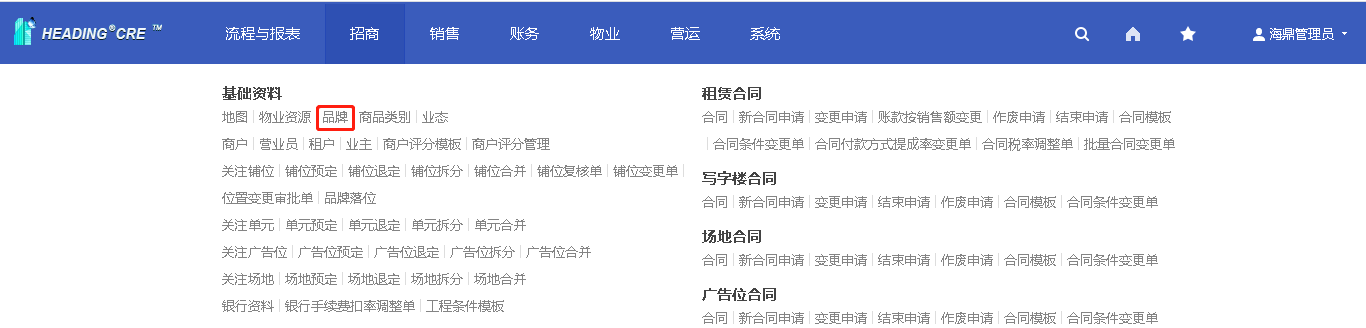 HEADING®CRE ™ 流程与报表 招商 销售 账务 物业 营运 系统 海鼎管理员
基础资料
地图 物业资源 品牌 商品类别 业态
商户 营业员 租户 业主 商户评分模板 商户评分管理
关注铺位 铺位预定 铺位退定 铺位拆分 铺位合并 铺位复核单 铺位变更单
位置变更审批单 品牌落位
关注单元 单元预定 单元退定 单元拆分 单元合并
关注广告位 广告位预定 广告位退定 广告位拆分 广告位合并
关注场地 场地预定 场地退定 场地拆分 场地合并
银行资料 银行手续费扣率调整单 工程条件模板
租赁合同
合同 新合同申请 变更申请 账款按销售额变更 作废申请 结束申请 合同模板
合同条件变更单 合同付款方式提成率变更单 合同税率调整单 批量合同变更单
写字楼合同
合同 新合同申请 变更申请 结束申请 作废申请 合同模板 合同条件变更单
场地合同
合同 新合同申请 变更申请 结束申请 作废申请 合同模板 合同条件变更单
广告位合同
合同 新合同申请 变更申请 结束申请 作废申请 合同模板 合同条件变更单